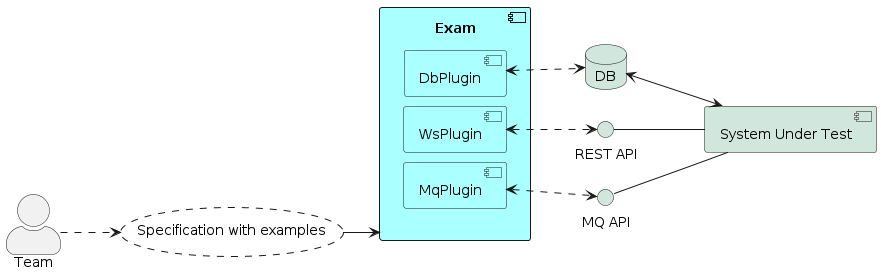 Exam
DbPlugin
DB
WsPlugin
REST API
System Under Test
MqPlugin
MQ API
Specification with examples
Team